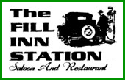 The
FILL
INN
STATION
Saloon And Restaurant